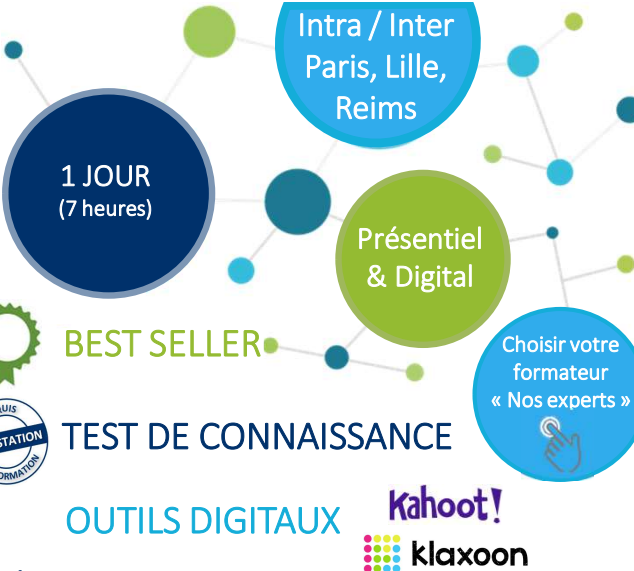 Intra / Inter
Paris, Lille,
Reims
1 JOUR
(7 heures)
Présentiel
& Digital
BEST SELLER
Choisir votre
formateur
« Nos experts »
TEST DE CONNAISSANCE
OUTILS DIGITAUX
Kahoot!
klaxoon